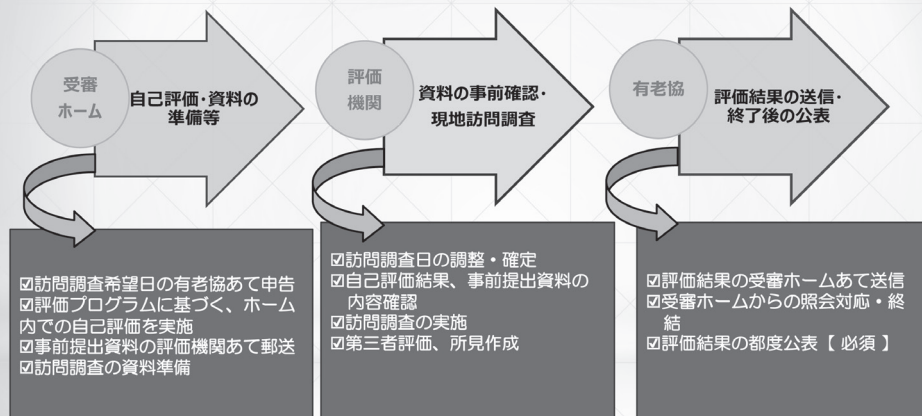 受審
ホーム
自己評価・資料の
準備等
評価
機関
資料の事前確認・
現地訪問調査
有老協
評価結果の送信・
終了後の公表
☑訪問調査希望日の有老協あて申告
☑評価プログラムに基づく、ホーム
内での自己評価を実施
☑事前提出資料の評価機関あて郵送
☑訪問調査の資料準備
☑訪問調査日の調整・確定
☑自己評価結果、事前提出資料の
内容確認
☑訪問調査の実施
☑第三者評価、所見作成
☑評価結果の受審ホームあて送信
☑受審ホームからの照会対応・終
結
☑評価結果の都度公表【 必須 】